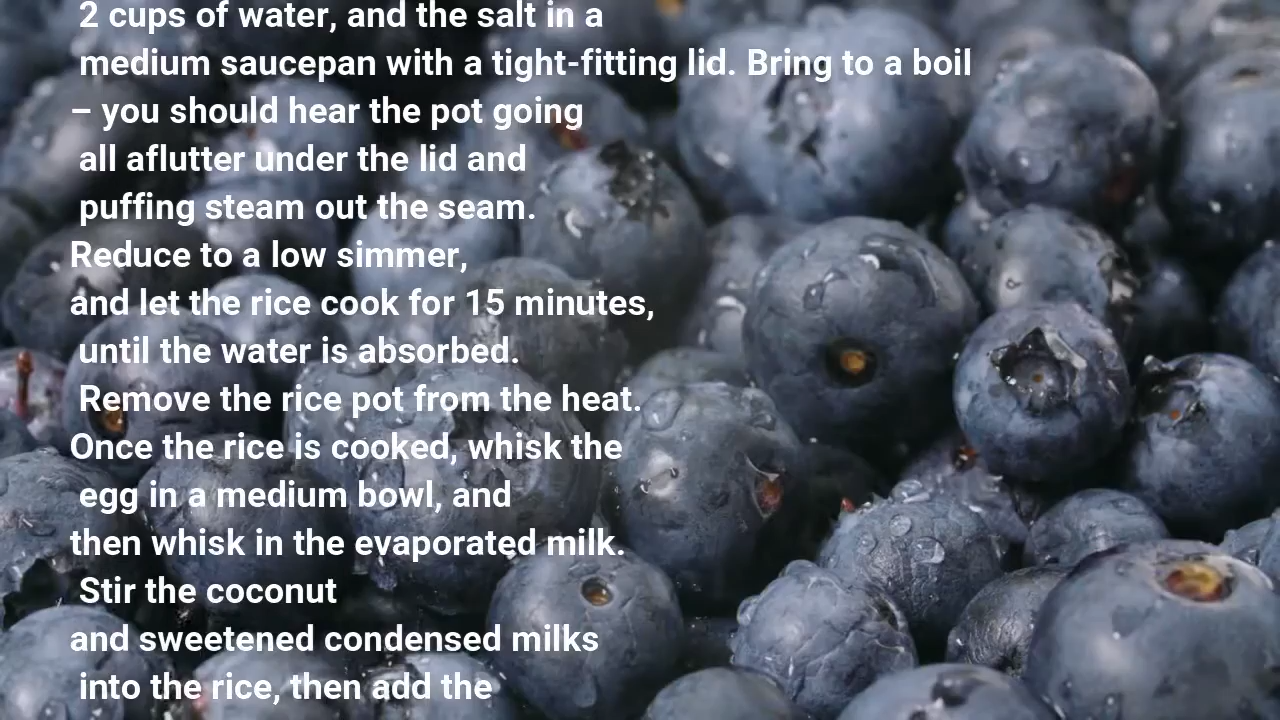 2 cups of water, and the salt in a
medium saucepan with a tight-fitting lid. Bring to a boil
– you should hear the pot going
all aflutter under the lid and
puffing steam out the seam.
Reduce to a low simmer,
and let the rice cook for 15 minutes,
until the water is absorbed.
Remove the rice pot from the heat.
Once the rice is cooked, whisk the
egg in a medium bowl, and
then whisk in the evaporated milk.
Stir the coconut
and sweetened condensed milks
into the rice, then add the